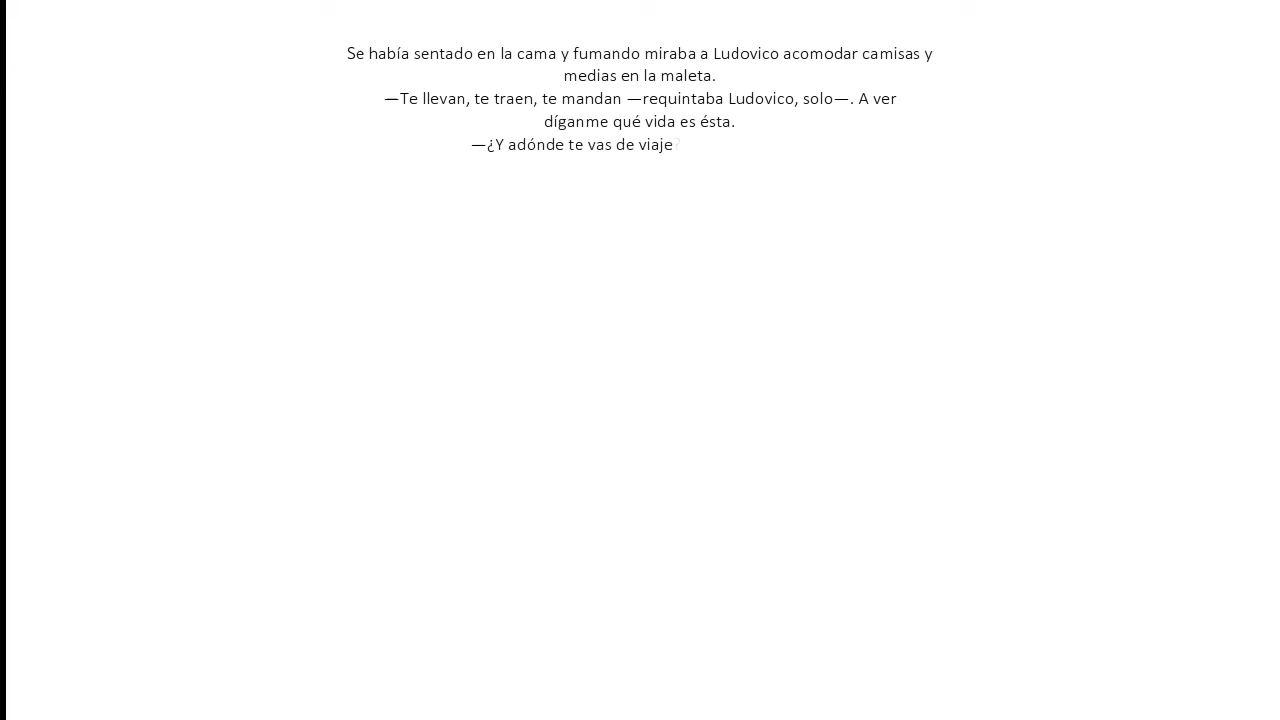 Se había sentado en la cama y fumando miraba a Ludovico acomodar camisas y
medias en la maleta.
—Te llevan, te traen, te mandan —requintaba Ludovico, solo—. A ver
díganme qué vida es ésta.
—¿Y adónde te vas de viaje?